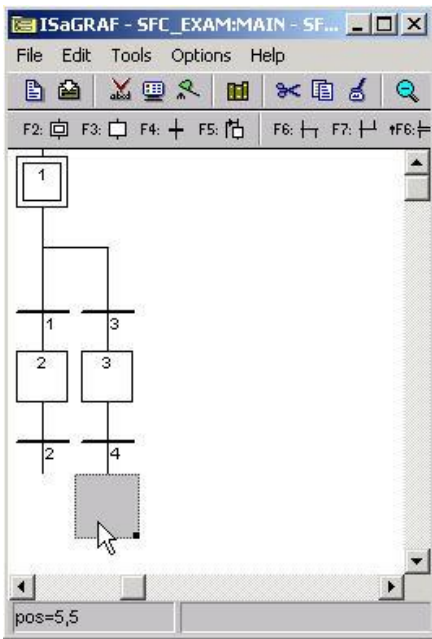 ISaGRAF - SFC_EXAM:MAIN - SF...
File Edit Tools Options Help
F2: F3: F4: F5: F6: F7: F6:
1
1 3
2 3
2 4
pos=5,5